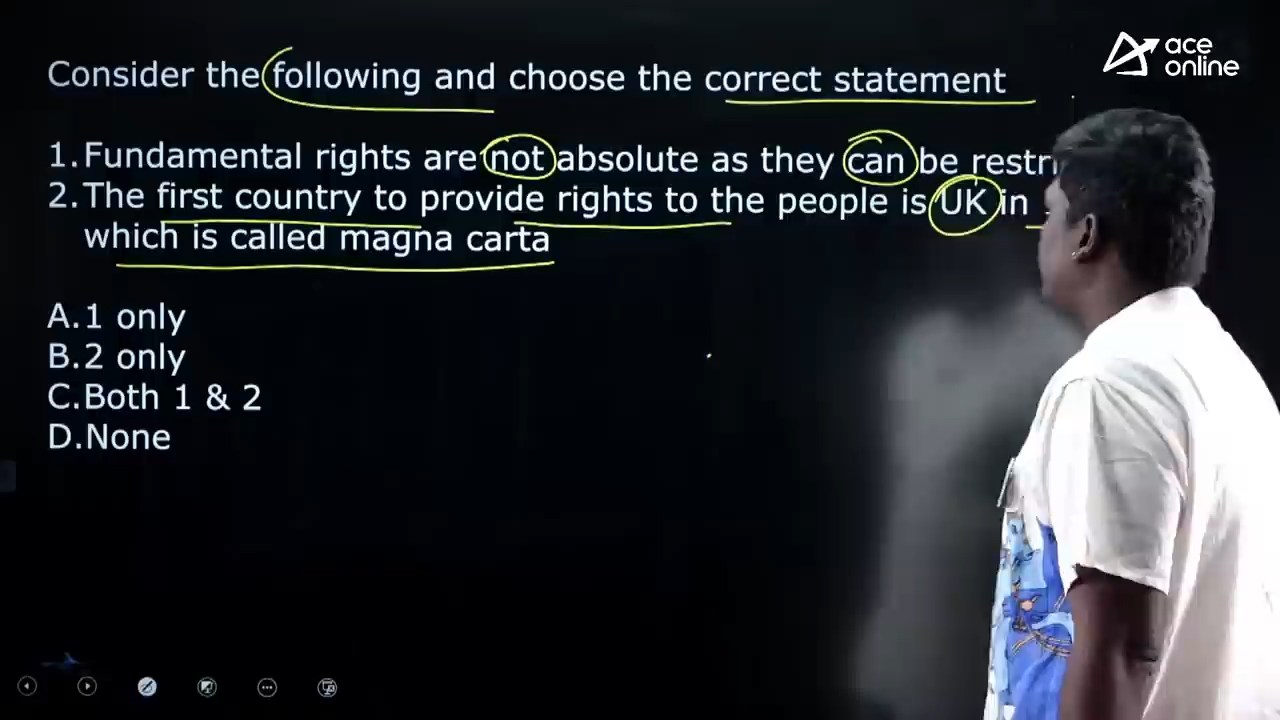 ace
online
Consider the following and choose the correct statement
1.Fundamental rights are not absolute as they can be
2.The first country to provide rights to the people is UK in
which is called magna carta
A.1 only
B.2 only
C.Both 1 & 2
D.None